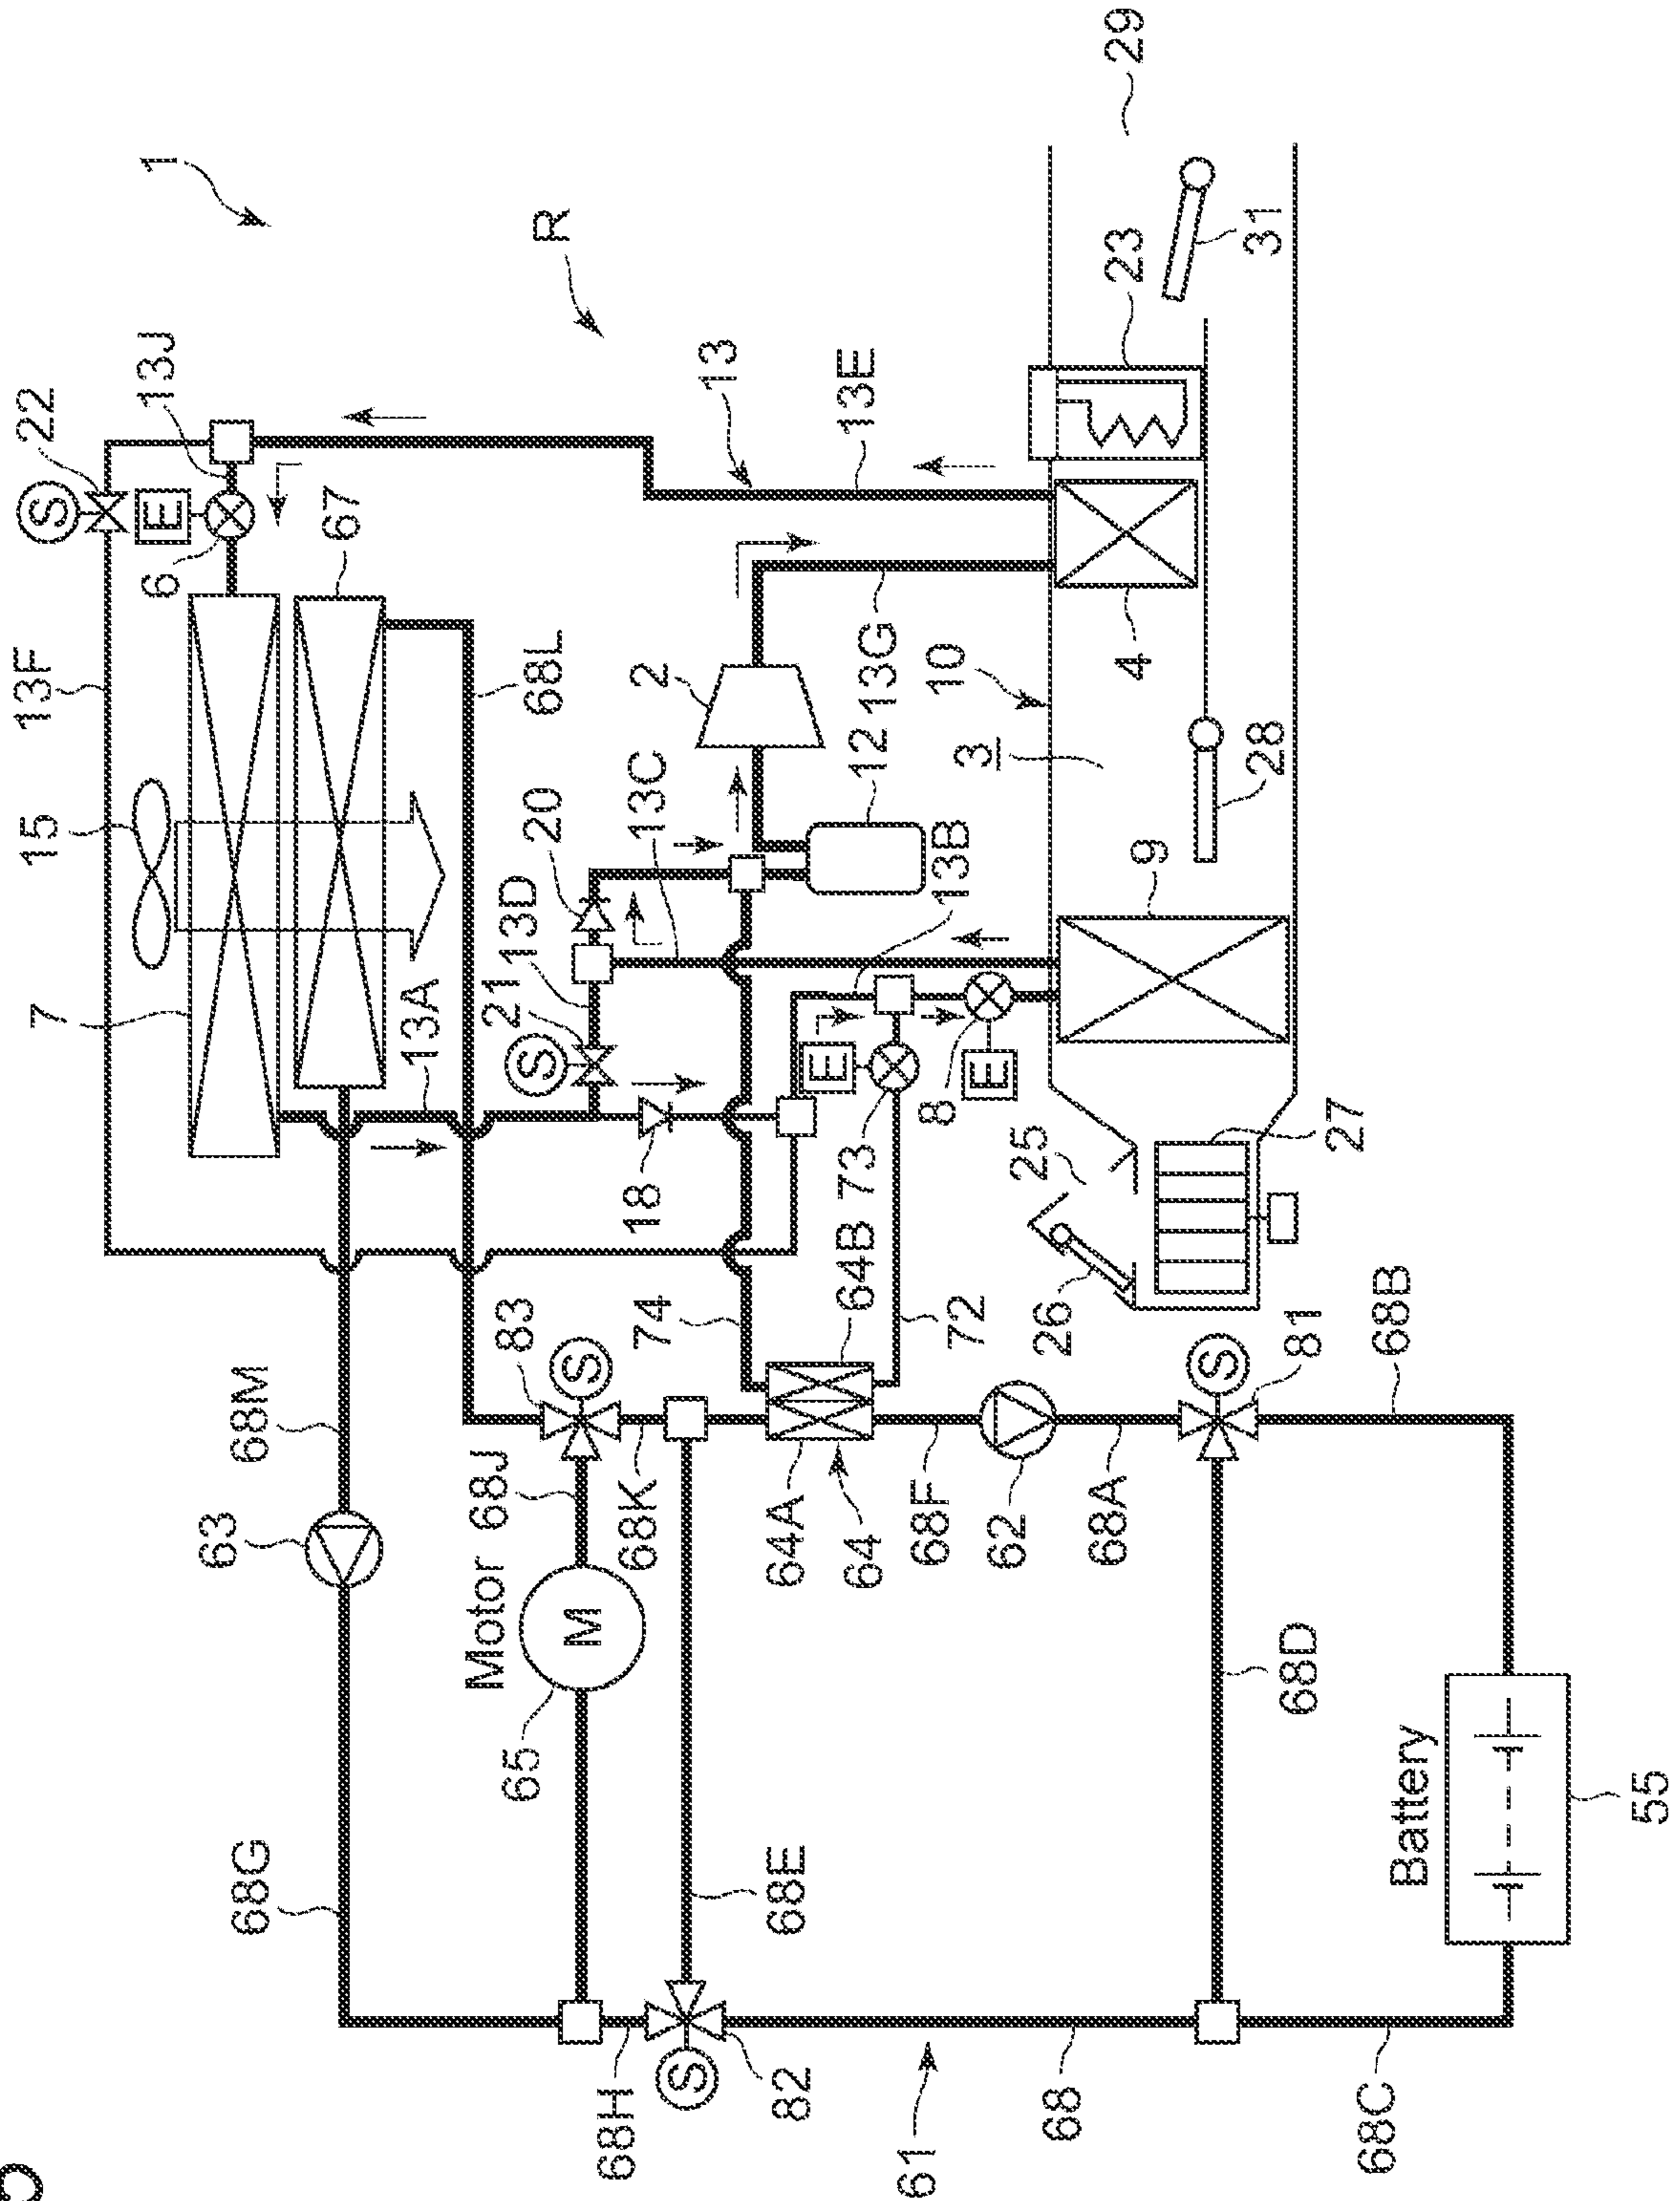 7
15
13F
S
22
6
E
13J
1
68G
63
68M
67
13A
Motor
68J
65
83
21
S
13D
20
68L
R
M
S
68H
68K
18
74
13C
2
S
13
82
68E
64A
64
64B
73
E
12
13G
13E
61
68F
8
E
13B
10
3
68
62
68A
26
25
9
4
23
29
S
28
31
68D
81
27
68C
68B
Battery
55